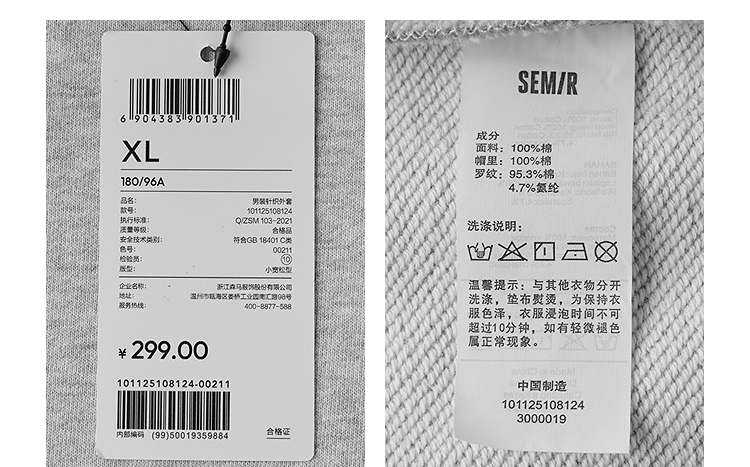 6 904383 901371
XL
180/96A
品名: 男装针织外套
款号: 101125108124
执行标准: Q/ZSM 103-2021
质量等级: 合格品
安全技术类别: 符合GB 18401 C类
色号: 00211
检验员: 10
版型: 小宽松型
企业名称: 浙江森马服饰股份有限公司
地址: 温州市瓯海区娄桥工业园南汇路98号
服务热线: 400-8877-588
¥ 299.00
101125108124-00211
内部编码 (99)50019359884
合格证
SEMIR
成分
面料: 100%棉
帽里: 100%棉
罗纹: 95.3%棉
4.7%氨纶
洗涤说明:
温馨提示: 与其他衣物分开
洗涤, 垫布熨烫, 为保持衣
服色泽, 衣服浸泡时间不可
超过10分钟, 如有轻微褪色
属正常现象。
中国制造
101125108124
3000019